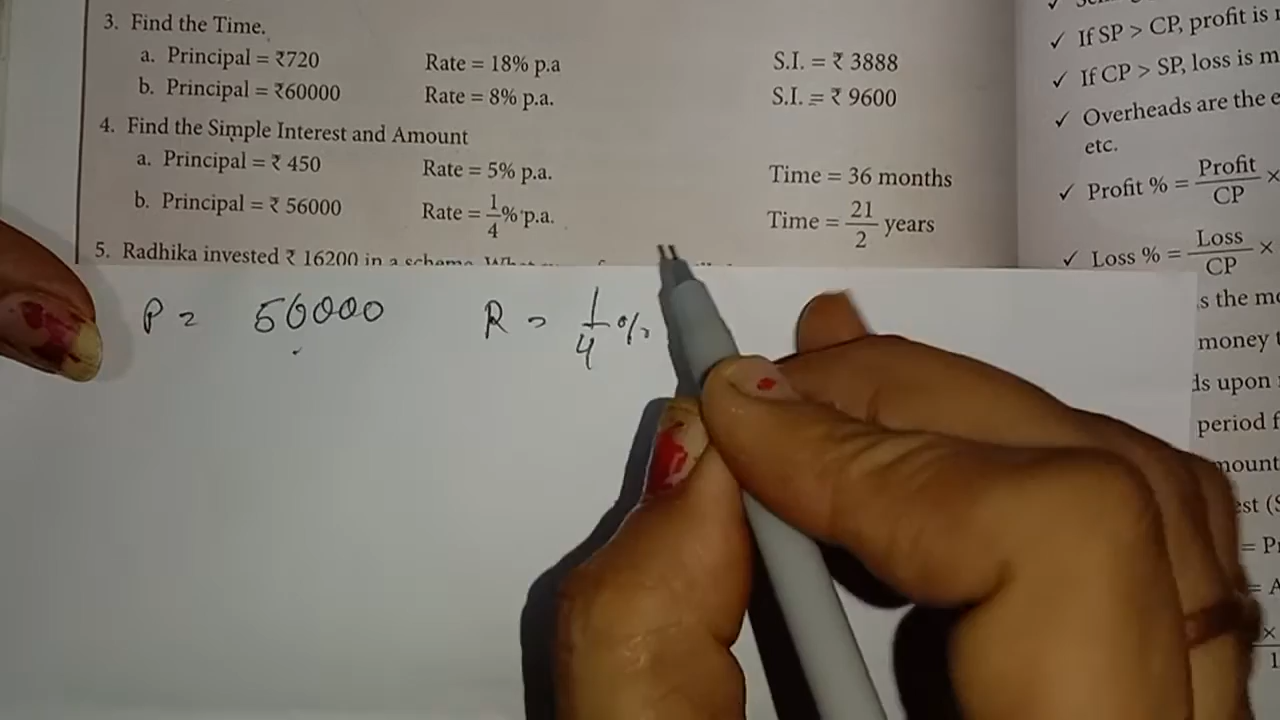 3. Find the Time.
a. Principal = ₹720 Rate = 18% p.a S.I. = ₹ 3888
b. Principal = ₹60000 Rate = 8% p.a. S.I. = ₹ 9600
4. Find the Simple Interest and Amount
a. Principal = ₹ 450 Rate = 5% p.a. Time = 36 months
b. Principal = ₹ 56000 Rate = 1/4 % p.a. Time = 21/2 years
5. Radhika invested ₹ 16200 in a scheme.
P = 56000 R = 1/4 %
✓ If SP > CP, profit is
✓ If CP > SP, loss is m
✓ Overheads are the e
etc.
✓ Profit % = Profit/CP ×
✓ Loss % = Loss/CP ×
s the mo
money
ds upon
period f
mount
est (S
= P
= A
×
1